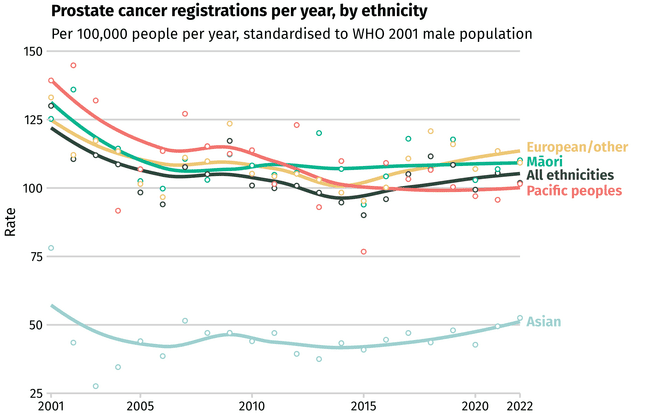 Prostate cancer registrations per year, by ethnicity
Per 100,000 people per year, standardised to WHO 2001 male population
150
125
100
75
50
25
Rate
European/other
Māori
All ethnicities
Pacific peoples
Asian
2001 2005 2010 2015 2020 2022